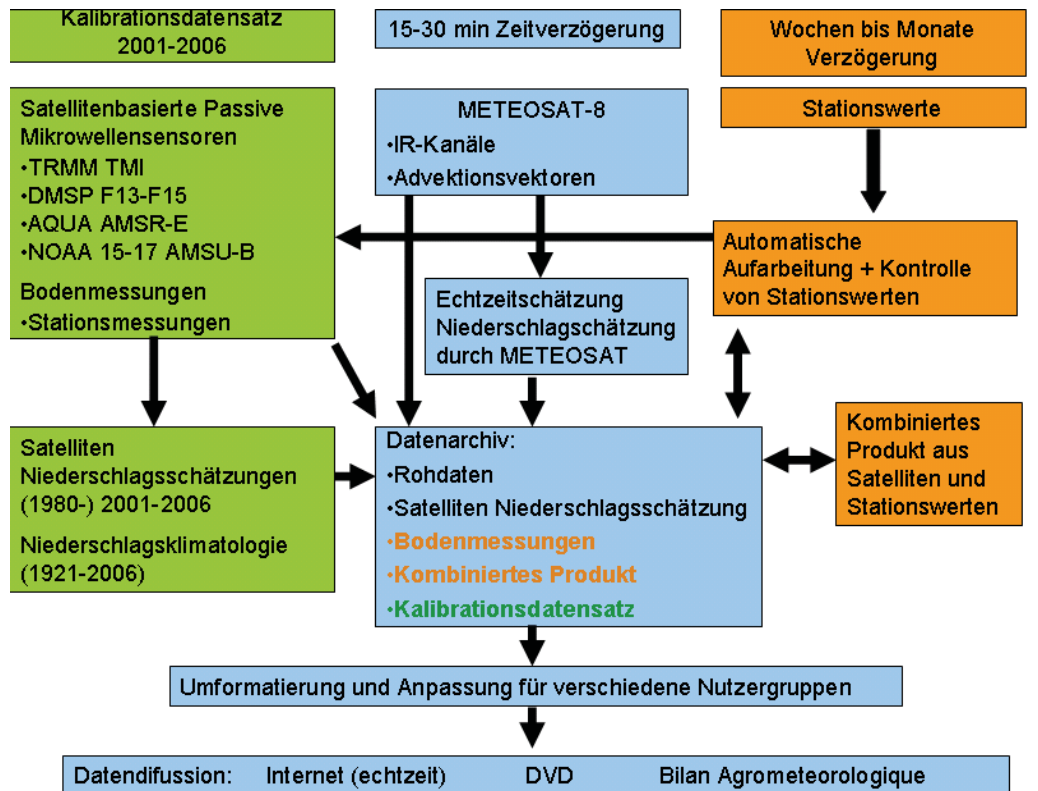 Kalibrationsdatensatz
2001-2006
15-30 min Zeitverzögerung
Wochen bis Monate
Verzögerung
Satellitenbasierte Passive
Mikrowellensensoren
•TRMM TMI
•DMSP F13-F15
•AQUA AMSR-E
•NOAA 15-17 AMSU-B
Bodenmessungen
•Stationsmessungen
METEOSAT-8
•IR-Kanäle
•Advektionsvektoren
Stationswerte
Automatische
Aufarbeitung + Kontrolle
von Stationswerten
Echtzeitschätzung
Niederschlagschätzung
durch METEOSAT
Satelliten
Niederschlagsschätzungen
(1980-) 2001-2006
Niederschlagsklimatologie
(1921-2006)
Datenarchiv:
•Rohdaten
•Satelliten Niederschlagsschätzung
•Bodenmessungen
•Kombiniertes Produkt
•Kalibrationsdatensatz
Kombiniertes
Produkt aus
Satelliten und
Stationswerten
Umformatierung und Anpassung für verschiedene Nutzergruppen
Datendifussion: Internet (echtzeit) DVD Bilan Agrometeorologique